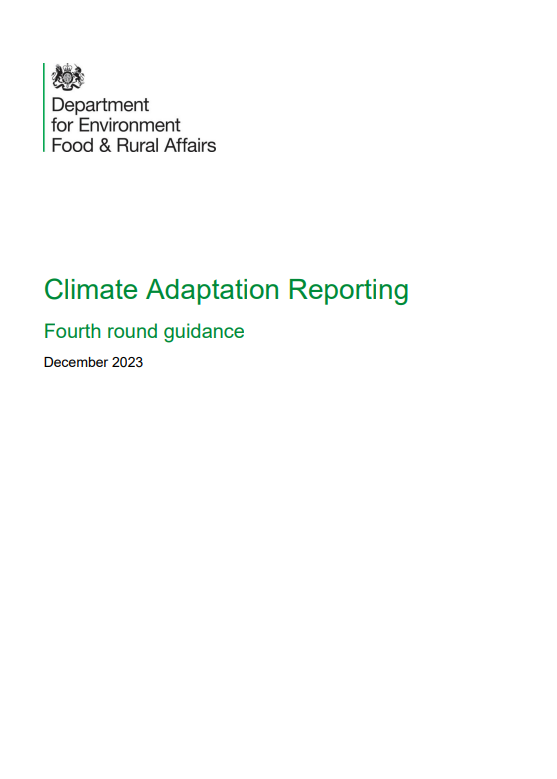 Department
for Environment
Food & Rural Affairs
Climate Adaptation Reporting
Fourth round guidance
December 2023